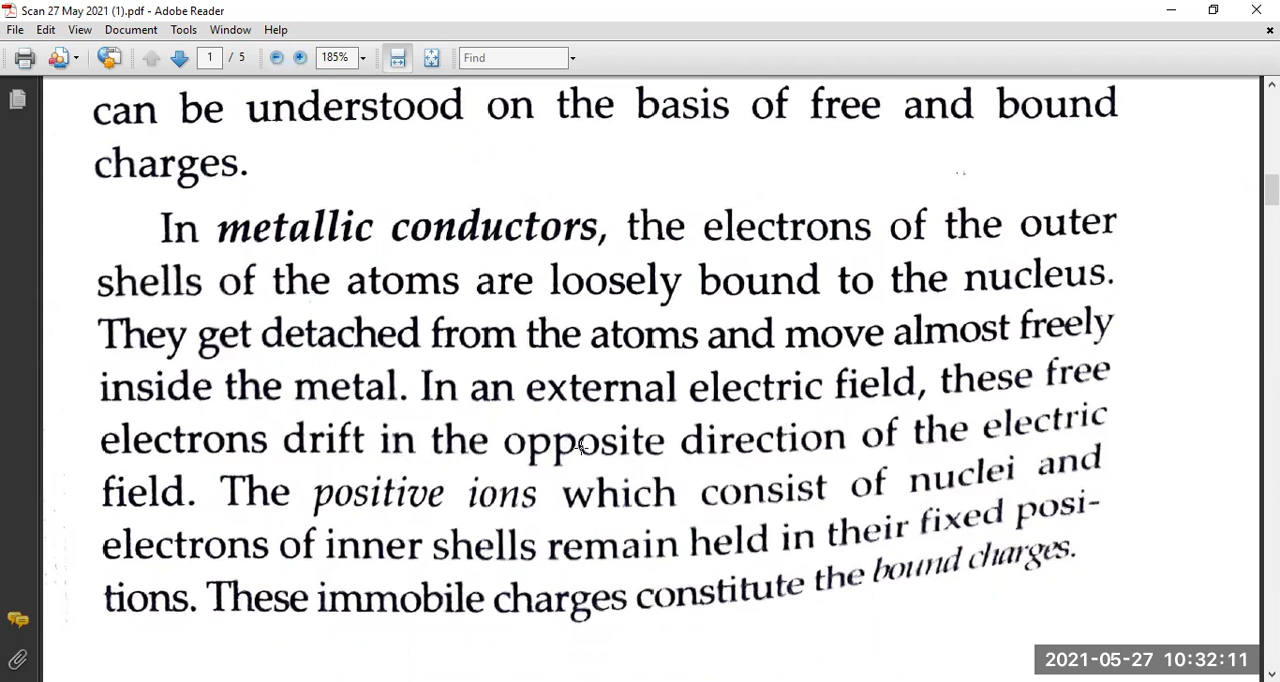 Scan 27 May 2021 (1).pdf - Adobe Reader
File Edit View Document Tools Window Help
1 / 5 185% Find
can be understood on the basis of free and bound
charges.
In metallic conductors, the electrons of the outer
shells of the atoms are loosely bound to the nucleus.
They get detached from the atoms and move almost freely
inside the metal. In an external electric field, these free
electrons drift in the opposite direction of the electric
field. The positive ions which consist of nuclei and
electrons of inner shells remain held in their fixed posi-
tions. These immobile charges constitute the bound charges.
2021-05-27 10:32:11